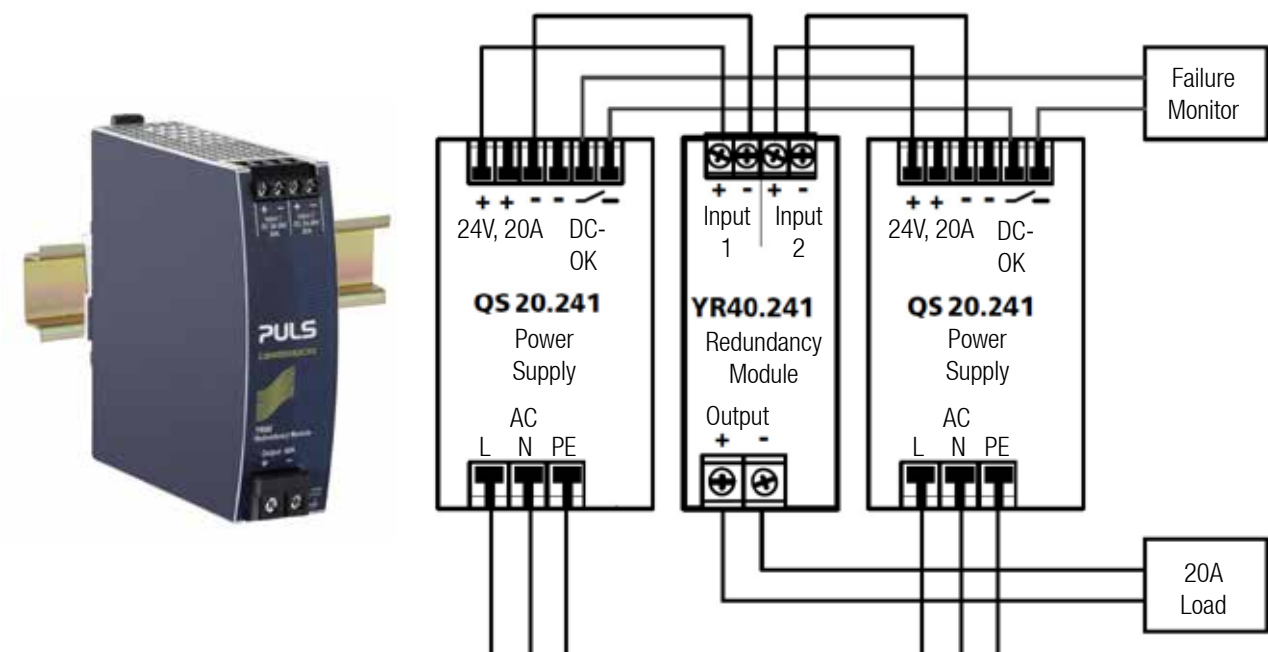 PULS
Failure
Monitor
+ + - -
24V, 20A DC-
OK
QS 20.241
Power
Supply
AC
L N PE
+ - + -
Input Input
1 2
YR40.241
Redundancy
Module
Output
+ -
+ + - -
24V, 20A DC-
OK
QS 20.241
Power
Supply
AC
L N PE
20A
Load